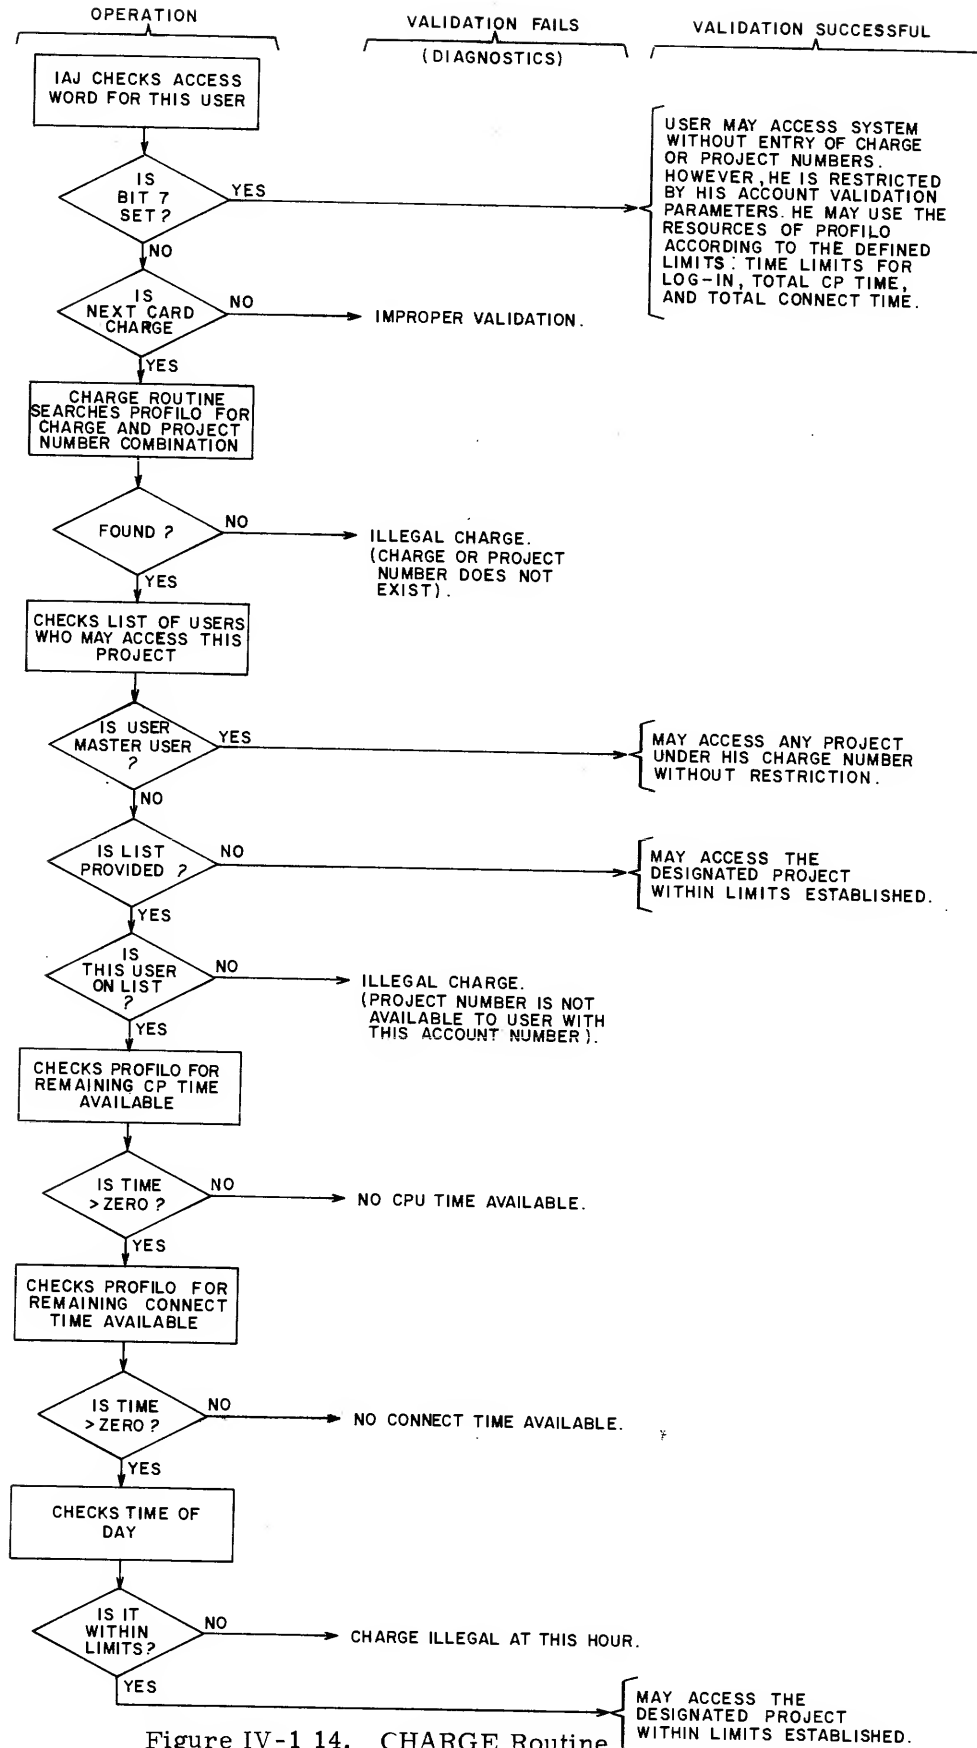 OPERATION
VALIDATION FAILS
(DIAGNOSTICS)
VALIDATION SUCCESSFUL
IAJ CHECKS ACCESS
WORD FOR THIS USER
IS
BIT 7
SET?
YES
USER MAY ACCESS SYSTEM
WITHOUT ENTRY OF CHARGE
OR PROJECT NUMBERS.
HOWEVER, HE IS RESTRICTED
BY HIS ACCOUNT VALIDATION
PARAMETERS. HE MAY USE THE
RESOURCES OF PROFILO
ACCORDING TO THE DEFINED
LIMITS: TIME LIMITS FOR
LOG-IN, TOTAL CP TIME,
AND TOTAL CONNECT TIME.
NO
IS
NEXT CARD
CHARGE
NO
IMPROPER VALIDATION.
YES
CHARGE ROUTINE
SEARCHES PROFILO FOR
CHARGE AND PROJECT
NUMBER COMBINATION
FOUND ?
NO
ILLEGAL CHARGE.
(CHARGE OR PROJECT
NUMBER DOES NOT
EXIST).
YES
CHECKS LIST OF USERS
WHO MAY ACCESS THIS
PROJECT
IS USER
MASTER USER
?
YES
MAY ACCESS ANY PROJECT
UNDER HIS CHARGE NUMBER
WITHOUT RESTRICTION.
NO
IS LIST
PROVIDED ?
NO
MAY ACCESS THE
DESIGNATED PROJECT
WITHIN LIMITS ESTABLISHED.
YES
IS
THIS USER
ON LIST
?
NO
ILLEGAL CHARGE.
(PROJECT NUMBER IS NOT
AVAILABLE TO USER WITH
THIS ACCOUNT NUMBER).
YES
CHECKS PROFILO FOR
REMAINING CP TIME
AVAILABLE
IS TIME
> ZERO ?
NO
NO CPU TIME AVAILABLE.
YES
CHECKS PROFILO FOR
REMAINING CONNECT
TIME AVAILABLE
IS TIME
> ZERO ?
NO
NO CONNECT TIME AVAILABLE.
YES
CHECKS TIME OF
DAY
IS IT
WITHIN
LIMITS?
NO
CHARGE ILLEGAL AT THIS HOUR.
YES
MAY ACCESS THE
DESIGNATED PROJECT
WITHIN LIMITS ESTABLISHED.
Figure IV-1 14. CHARGE Routine